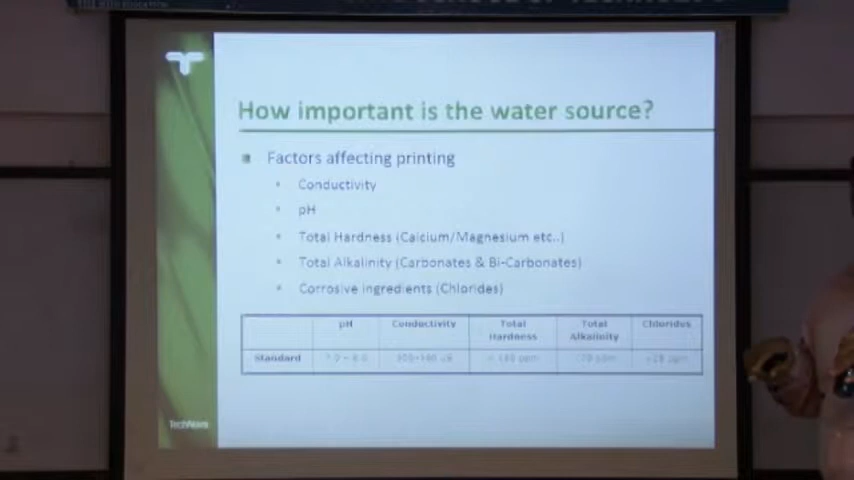 How important is the water source?
Factors affecting printing
Conductivity
pH
Total Hardness (Calcium/Magnesium etc..)
Total Alkalinity (Carbonates & Bi-Carbonates)
Corrosive ingredients (Chlorides)
pH Conductivity Total Hardness Total Alkalinity Chlorides
Standard
TechNova